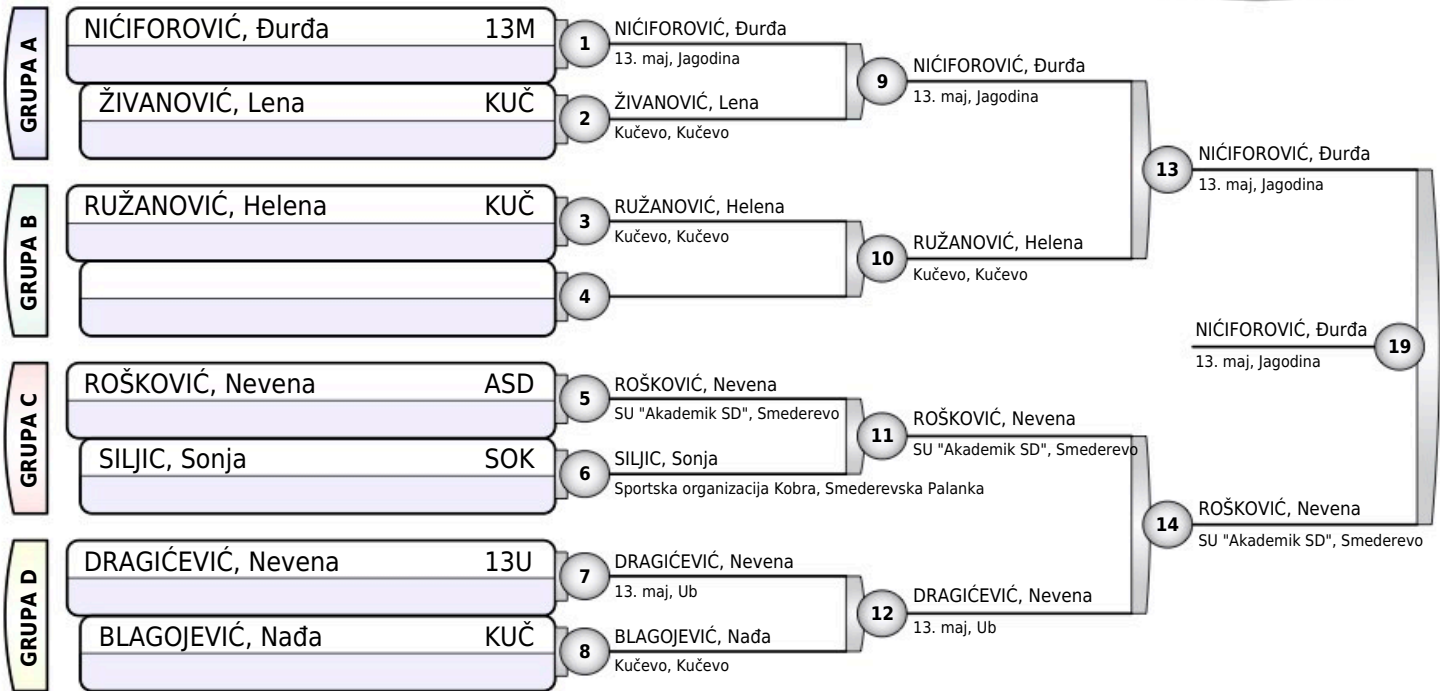 GRUPA A
NIĆIFOROVIĆ, Đurđa 13M
ŽIVANOVIĆ, Lena KUČ
1
NIĆIFOROVIĆ, Đurđa
13. maj, Jagodina
2
ŽIVANOVIĆ, Lena
Kučevo, Kučevo
9
NIĆIFOROVIĆ, Đurđa
13. maj, Jagodina
GRUPA B
RUŽANOVIĆ, Helena KUČ
3
RUŽANOVIĆ, Helena
Kučevo, Kučevo
4
10
RUŽANOVIĆ, Helena
Kučevo, Kučevo
13
NIĆIFOROVIĆ, Đurđa
13. maj, Jagodina
GRUPA C
ROŠKOVIĆ, Nevena ASD
SILJIC, Sonja SOK
5
ROŠKOVIĆ, Nevena
SU "Akademik SD", Smederevo
6
SILJIC, Sonja
Sportska organizacija Kobra, Smederevska Palanka
11
ROŠKOVIĆ, Nevena
SU "Akademik SD", Smederevo
GRUPA D
DRAGIĆEVIĆ, Nevena 13U
BLAGOJEVIĆ, Nađa KUČ
7
DRAGIĆEVIĆ, Nevena
13. maj, Ub
8
BLAGOJEVIĆ, Nađa
Kučevo, Kučevo
12
DRAGIĆEVIĆ, Nevena
13. maj, Ub
14
ROŠKOVIĆ, Nevena
SU "Akademik SD", Smederevo
NIĆIFOROVIĆ, Đurđa
13. maj, Jagodina
19